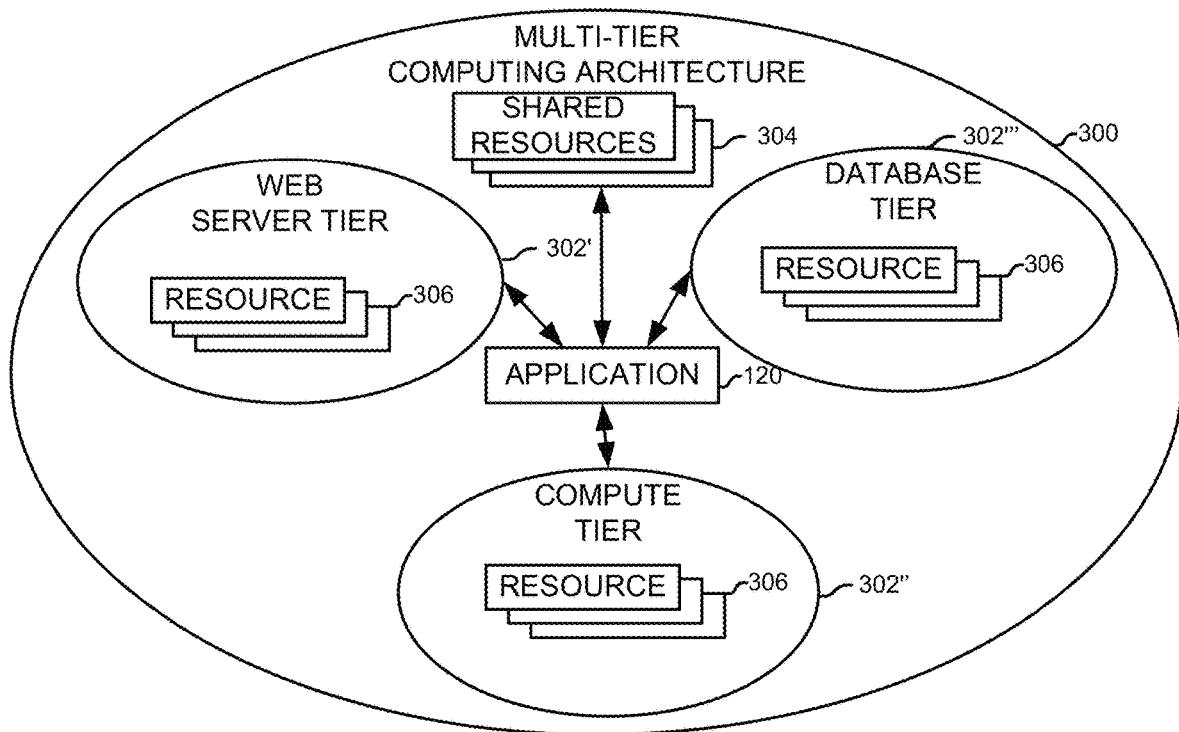 MULTI-TIER
COMPUTING ARCHITECTURE
SHARED
RESOURCES
304
302'''
300
WEB
SERVER TIER
302'
RESOURCE
306
DATABASE
TIER
RESOURCE
306
APPLICATION
120
COMPUTE
TIER
RESOURCE
306
302"